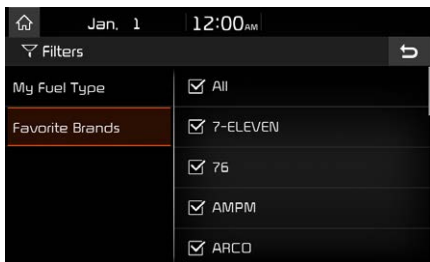 Jan. 1 12:00AM
Filters
My Fuel Type
Favorite Brands
All
7-ELEVEN
76
AMPM
ARCO